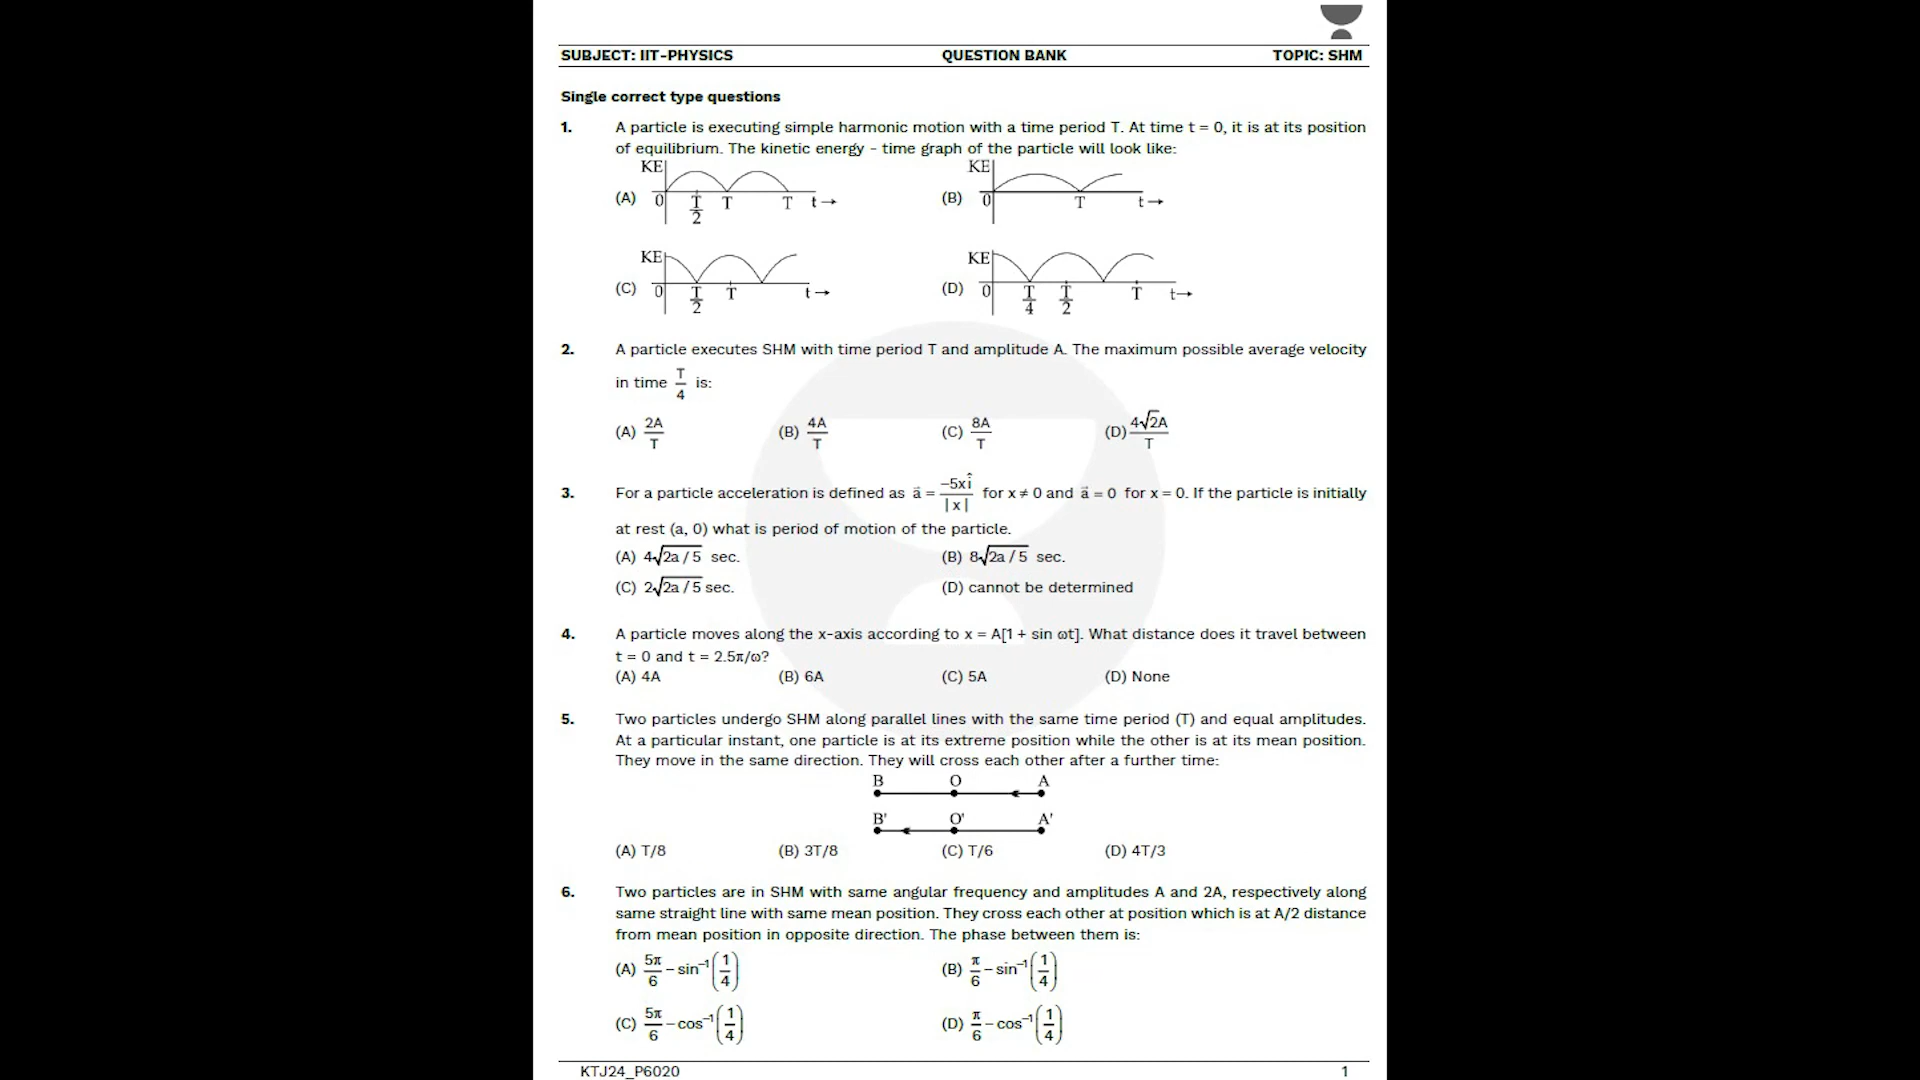 SUBJECT: IIT-PHYSICS QUESTION BANK TOPIC: SHM
Single correct type questions
1. A particle is executing simple harmonic motion with a time period T. At time t = 0, it is at its position
of equilibrium. The kinetic energy - time graph of the particle will look like:
(A) KE 0 T/2 T T t→ (B) KE 0 T t→
(C) KE 0 T/2 T t→ (D) KE 0 T/4 T/2 T t→
2. A particle executes SHM with time period T and amplitude A. The maximum possible average velocity
in time T/4 is:
(A) 2A/T (B) 4A/T (C) 8A/T (D) 4√2A/T
3. For a particle acceleration is defined as a⃗ = −5xî/|x| for x ≠ 0 and a⃗ = 0 for x = 0. If the particle is initially
at rest (a, 0) what is period of motion of the particle.
(A) 4√(2a/5) sec. (B) 8√(2a/5) sec.
(C) 2√(2a/5) sec. (D) cannot be determined
4. A particle moves along the x-axis according to x = A[1 + sin ωt]. What distance does it travel between
t = 0 and t = 2.5π/ω?
(A) 4A (B) 6A (C) 5A (D) None
5. Two particles undergo SHM along parallel lines with the same time period (T) and equal amplitudes.
At a particular instant, one particle is at its extreme position while the other is at its mean position.
They move in the same direction. They will cross each other after a further time:
B O A
B' O' A'
(A) T/8 (B) 3T/8 (C) T/6 (D) 4T/3
6. Two particles are in SHM with same angular frequency and amplitudes A and 2A, respectively along
same straight line with same mean position. They cross each other at position which is at A/2 distance
from mean position in opposite direction. The phase between them is:
(A) 5π/6 − sin⁻¹(1/4) (B) π/6 − sin⁻¹(1/4)
(C) 5π/6 − cos⁻¹(1/4) (D) π/6 − cos⁻¹(1/4)
KTJ24_P6020 1